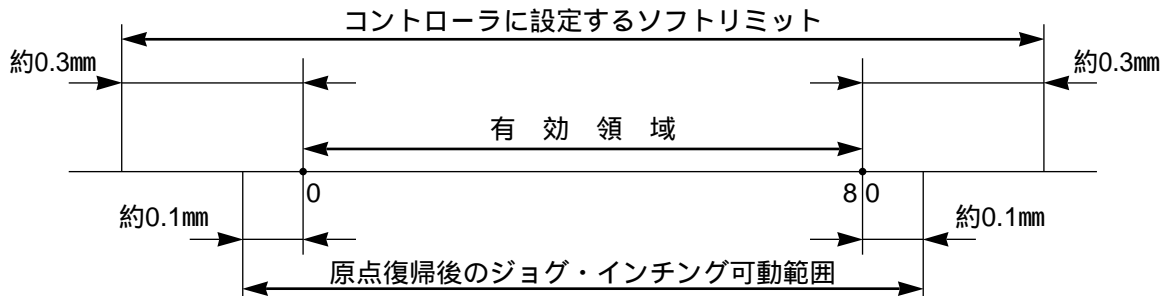 コントローラに設定するソフトリミット
約0.3㎜
約0.3㎜
有効領域
0
80
約0.1㎜
約0.1㎜
原点復帰後のジョグ・インチング可動範囲